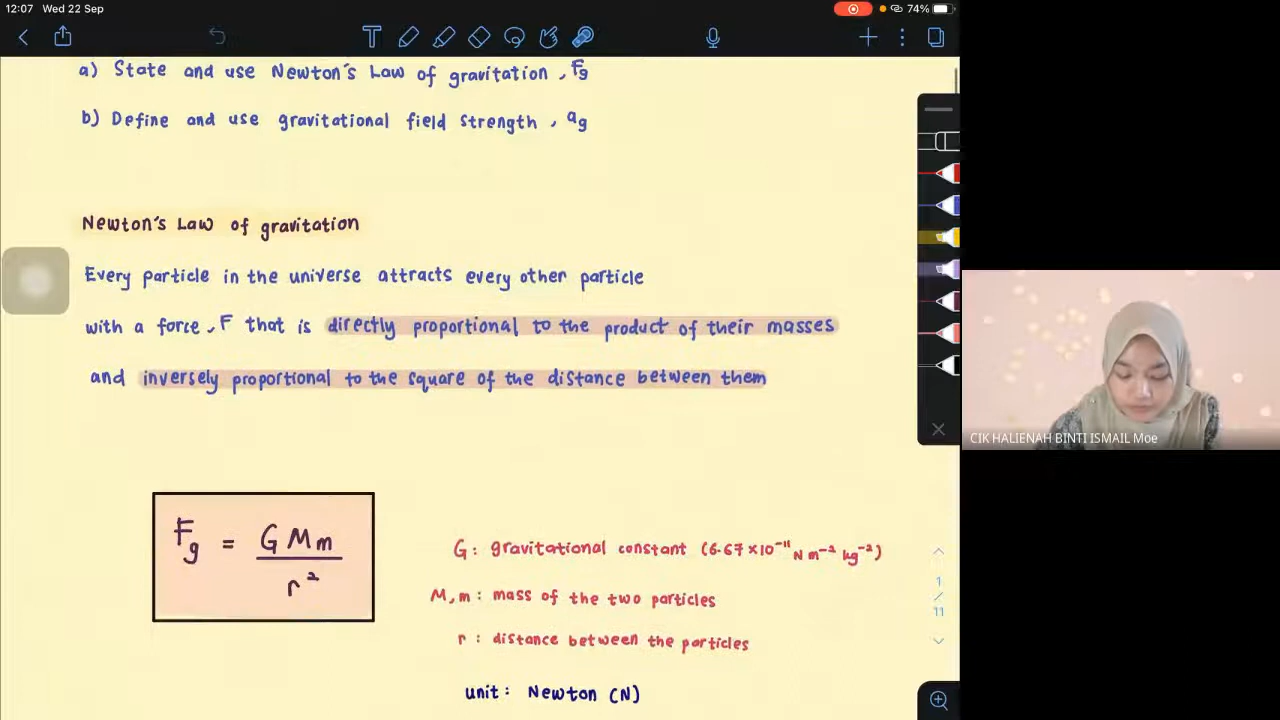 12:07 Wed 22 Sep
74%
a) State and use Newton's Law of gravitation, Fg
b) Define and use gravitational field strength, ag
Newton's Law of gravitation
Every particle in the universe attracts every other particle
with a force, F that is directly proportional to the product of their masses
and inversely proportional to the square of the distance between them
Fg = GMm / r²
G: gravitational constant (6.67 × 10⁻¹¹ N m⁻² kg⁻²)
M, m: mass of the two particles
r: distance between the particles
unit: Newton (N)
1
/
11
CIK HALIENAH BINTI ISMAIL Moe